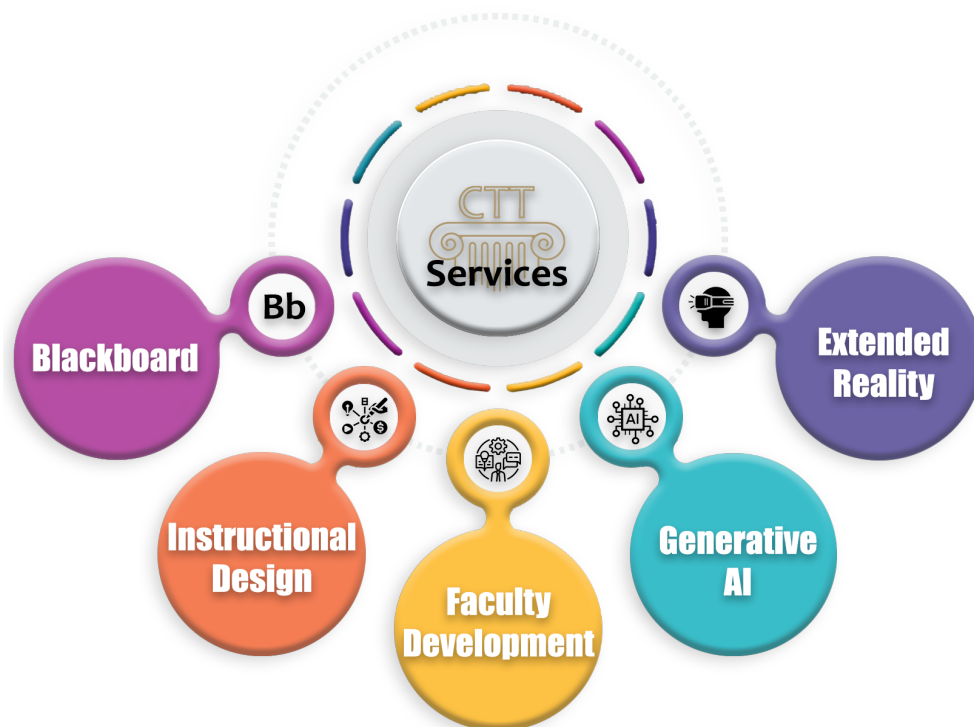 CTT
Services
Bb
Blackboard
Instructional
Design
Faculty
Development
AI
Generative
AI
Extended
Reality